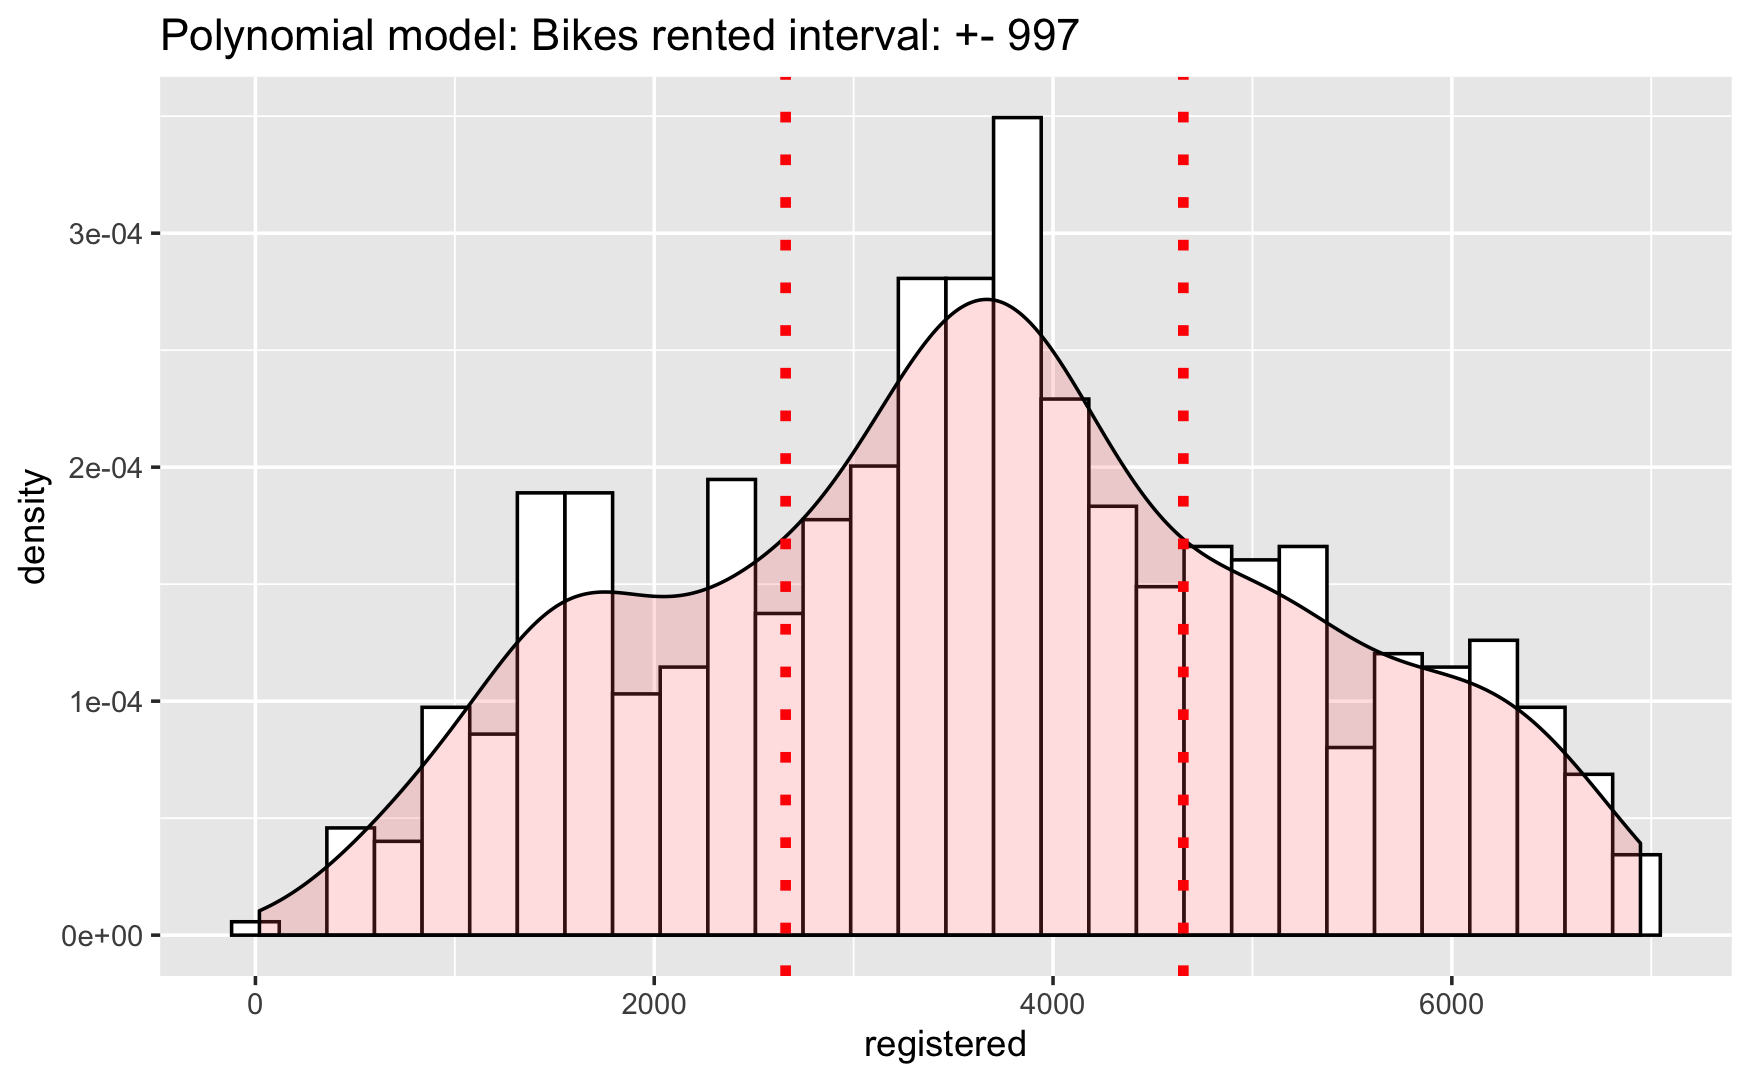 Polynomial model: Bikes rented interval: +- 997
3e-04
2e-04
1e-04
0e+00
density
0 2000 4000 6000
registered